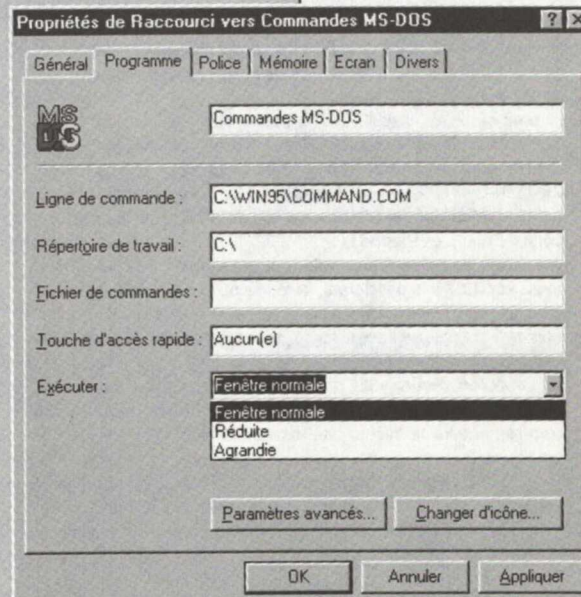 Propriétés de Raccourci vers Commandes MS-DOS
Général Programme Police Mémoire Ecran Divers
MS DOS
Commandes MS-DOS
Ligne de commande : C:\WIN95\COMMAND.COM
Répertoire de travail : C:\
Fichier de commandes :
Touche d'accès rapide : Aucun(e)
Exécuter : Fenêtre normale
Fenêtre normale
Réduite
Agrandie
Paramètres avancés... Changer d'icône...
OK Annuler Appliquer